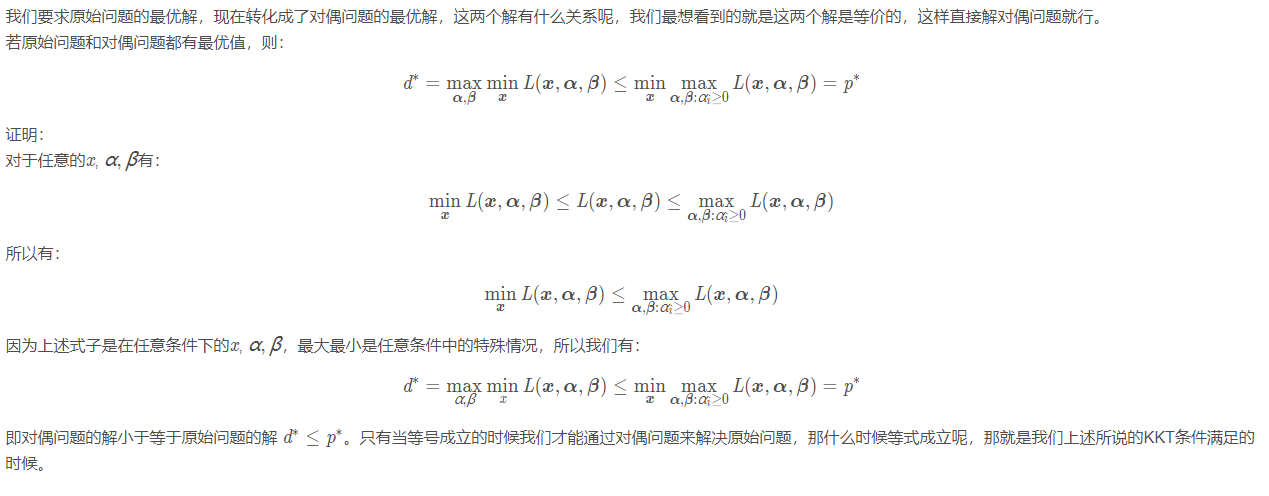 我们要求原始问题的最优解，现在转化成了对偶问题的最优解，这两个解有什么关系呢，我们最想看到的就是这两个解是等价的，这样直接解对偶问题就行。
若原始问题和对偶问题都有最优值，则：
$d^* = \max_{\boldsymbol{\alpha},\boldsymbol{\beta}} \min_{\boldsymbol{x}} L(\boldsymbol{x},\boldsymbol{\alpha},\boldsymbol{\beta}) \leq \min_{\boldsymbol{x}} \max_{\boldsymbol{\alpha},\boldsymbol{\beta}:\alpha_i \geq 0} L(\boldsymbol{x},\boldsymbol{\alpha},\boldsymbol{\beta}) = p^*$
证明：
对于任意的$x$, $\boldsymbol{\alpha}, \boldsymbol{\beta}$有：
$\min_{\boldsymbol{x}} L(\boldsymbol{x},\boldsymbol{\alpha},\boldsymbol{\beta}) \leq L(\boldsymbol{x},\boldsymbol{\alpha},\boldsymbol{\beta}) \leq \max_{\boldsymbol{\alpha},\boldsymbol{\beta}:\alpha_i \geq 0} L(\boldsymbol{x},\boldsymbol{\alpha},\boldsymbol{\beta})$
所以有：
$\min_{\boldsymbol{x}} L(\boldsymbol{x},\boldsymbol{\alpha},\boldsymbol{\beta}) \leq \max_{\boldsymbol{\alpha},\boldsymbol{\beta}:\alpha_i \geq 0} L(\boldsymbol{x},\boldsymbol{\alpha},\boldsymbol{\beta})$
因为上述式子是在任意条件下的$x$, $\boldsymbol{\alpha}, \boldsymbol{\beta}$，最大最小是任意条件中的特殊情况，所以我们有：
$d^* = \max_{\alpha,\beta} \min_{x} L(\boldsymbol{x},\boldsymbol{\alpha},\boldsymbol{\beta}) \leq \min_{\boldsymbol{x}} \max_{\boldsymbol{\alpha},\boldsymbol{\beta}:\alpha_i \geq 0} L(\boldsymbol{x},\boldsymbol{\alpha},\boldsymbol{\beta}) = p^*$
即对偶问题的解小于等于原始问题的解 $d^* \leq p^*$。只有当等号成立的时候我们才能通过对偶问题来解决原始问题，那什么时候等式成立呢，那就是我们上述所说的KKT条件满足的
时候。